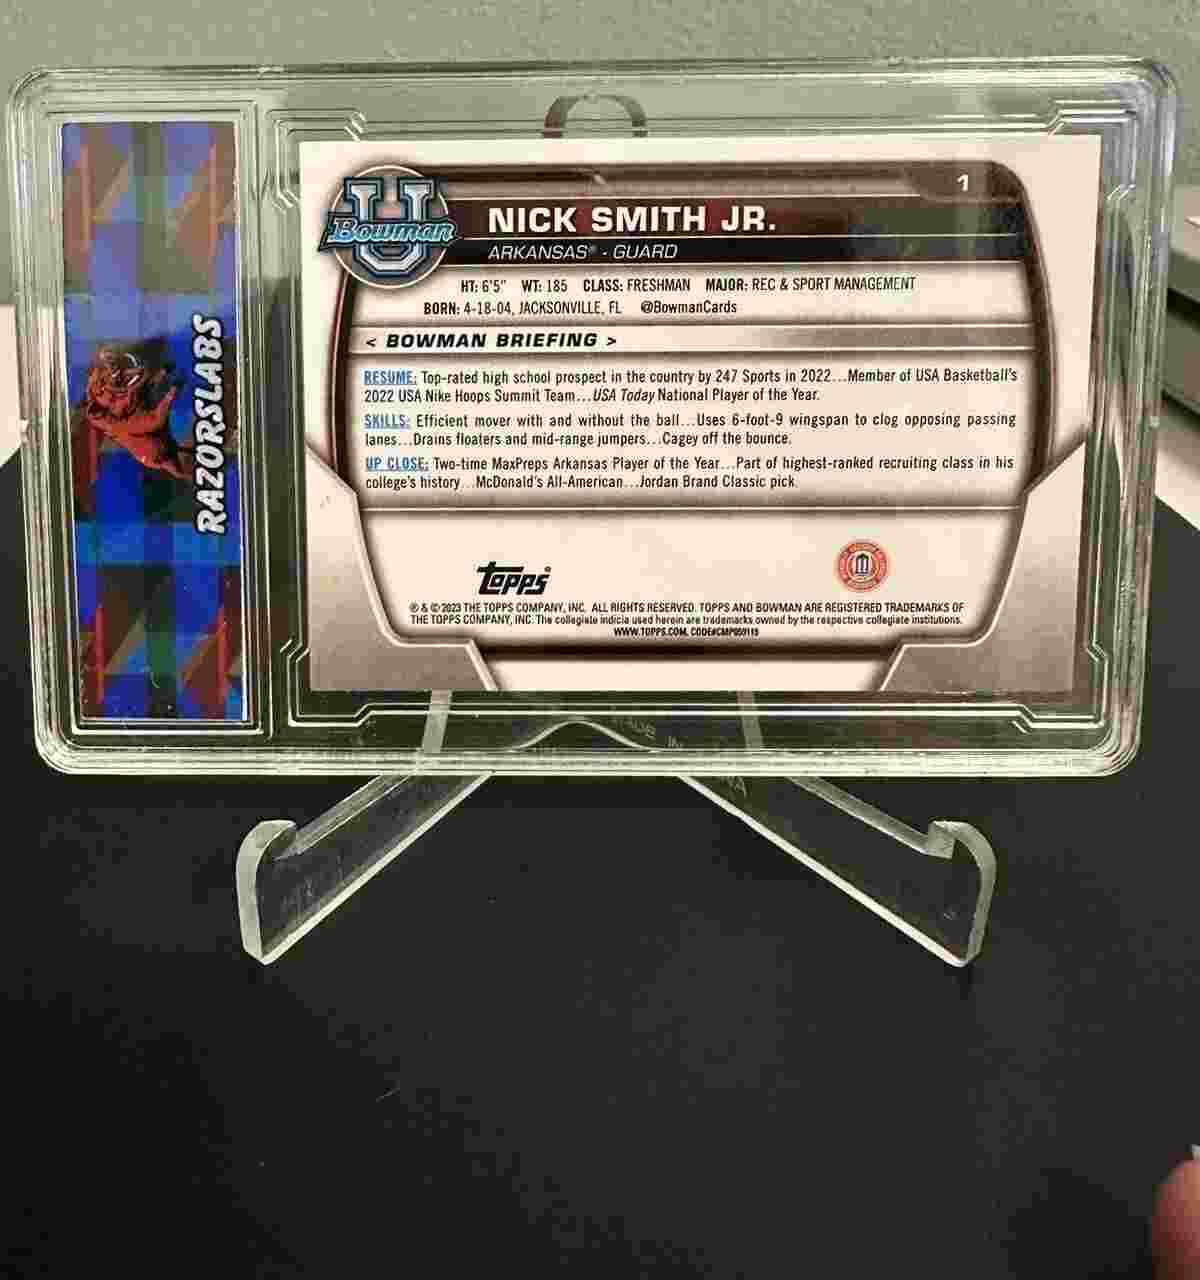 1
U
Bowman
NICK SMITH JR.
ARKANSAS® - GUARD
HT: 6'5" WT: 185 CLASS: FRESHMAN MAJOR: REC & SPORT MANAGEMENT
BORN: 4-18-04, JACKSONVILLE, FL @BowmanCards
< BOWMAN BRIEFING >
RESUME: Top-rated high school prospect in the country by 247 Sports in 2022...Member of USA Basketball's
2022 USA Nike Hoops Summit Team...USA Today National Player of the Year.
SKILLS: Efficient mover with and without the ball...Uses 6-foot-9 wingspan to clog opposing passing
lanes...Drains floaters and mid-range jumpers...Cagey off the bounce.
UP CLOSE: Two-time MaxPreps Arkansas Player of the Year...Part of highest-ranked recruiting class in his
college's history...McDonald's All-American...Jordan Brand Classic pick.
Topps®
® & © 2023 THE TOPPS COMPANY, INC. ALL RIGHTS RESERVED. TOPPS AND BOWMAN ARE REGISTERED TRADEMARKS OF
THE TOPPS COMPANY, INC. The collegiate indicia used herein are trademarks owned by the respective collegiate institutions.
WWW.TOPPS.COM, CODE#CMP059115
RAZORSLABS